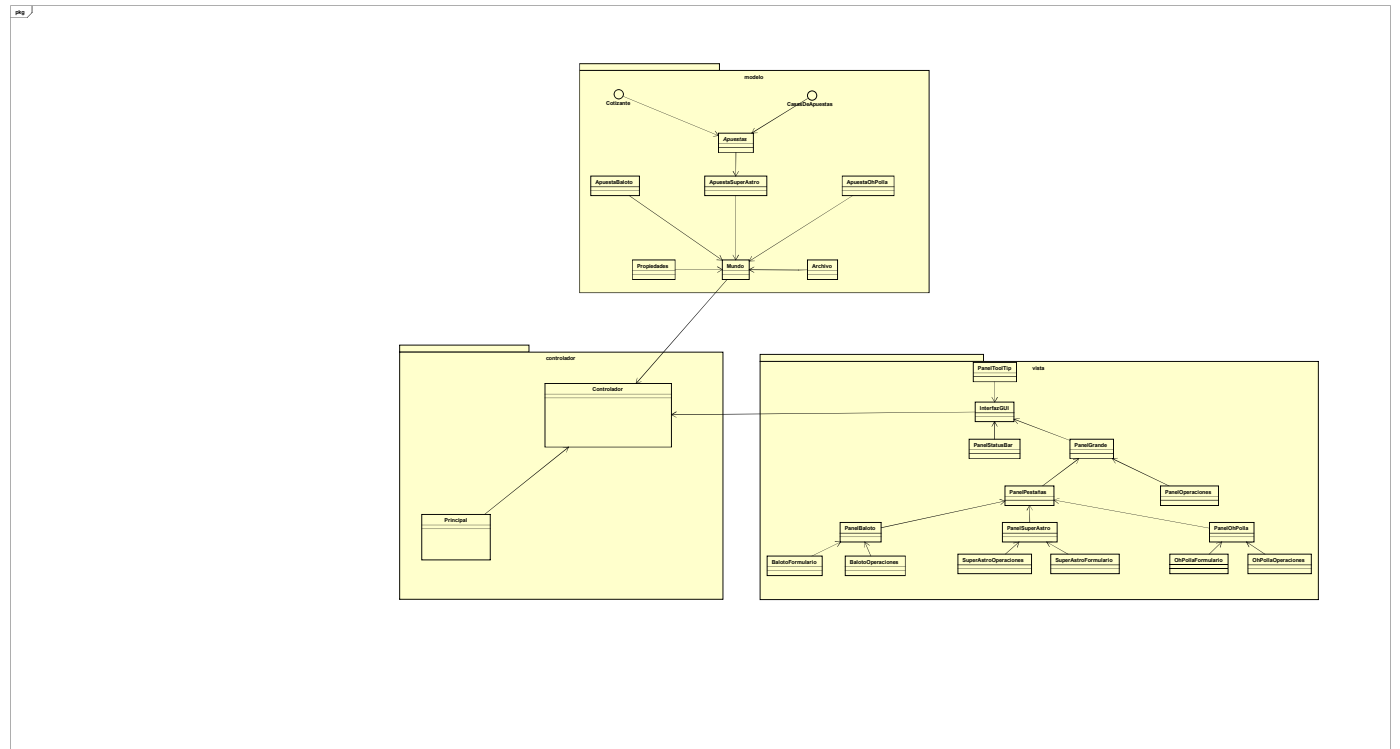 pkg
modelo
Cotizante
CasasDeApuestas
Apuestas
ApuestaBaloto
ApuestaSuperAstro
ApuestaOhPolla
Propiedades
Mundo
Archivo
controlador
Controlador
Principal
vista
PanelToolTip
InterfazGUI
PanelStatusBar
PanelGrande
PanelPestañas
PanelOperaciones
PanelBaloto
PanelSuperAstro
PanelOhPolla
BalotoFormulario
BalotoOperaciones
SuperAstroOperaciones
SuperAstroFormulario
OhPollaFormulario
OhPollaOperaciones